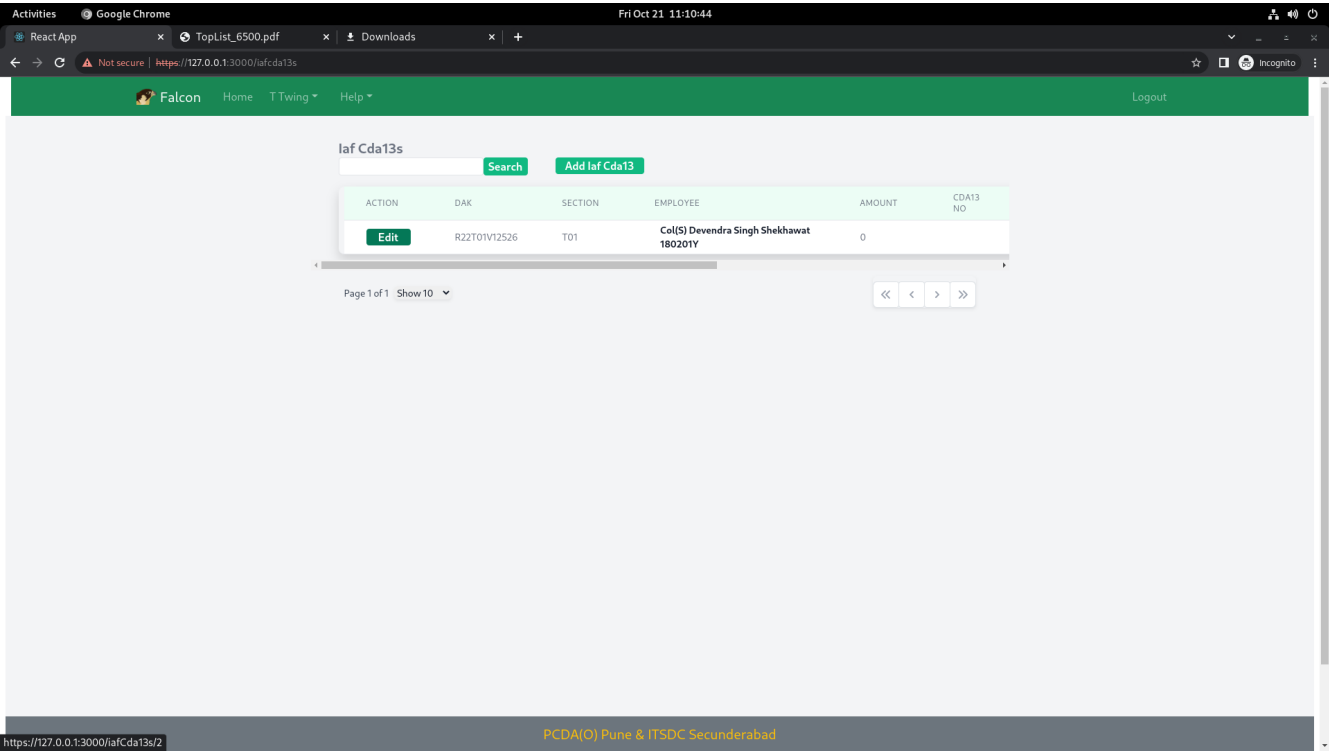 Activities Google Chrome Fri Oct 21 11:10:44
React App TopList_6500.pdf Downloads
Not secure https://127.0.0.1:3000/iafcda13s Incognito
Falcon Home T Twing Help Logout
Iaf Cda13s
Search Add Iaf Cda13
ACTION DAK SECTION EMPLOYEE AMOUNT CDA13 NO
Edit R22T01V12526 T01 Col(S) Devendra Singh Shekhawat 180201Y 0
Page 1 of 1 Show 10
PCDA(O) Pune & ITSDC Secunderabad
https://127.0.0.1:3000/iafCda13s/2